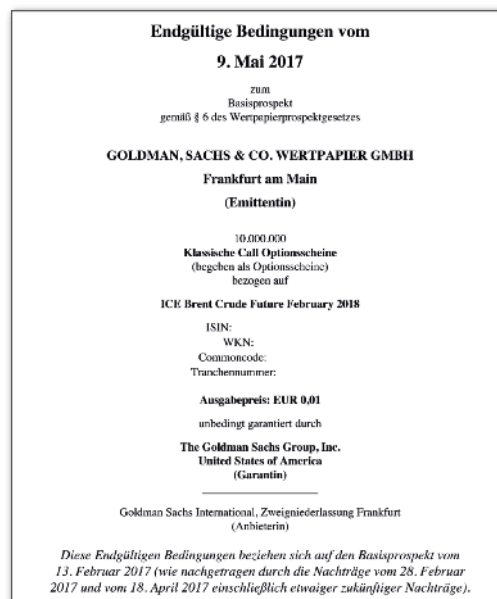 Endgültige Bedingungen vom
9. Mai 2017
zum
Basisprospekt
gemäß § 6 des Wertpapierprospektgesetzes
GOLDMAN, SACHS & CO. WERTPAPIER GMBH
Frankfurt am Main
(Emittentin)
10.000.000
Klassische Call Optionsscheine
(begeben als Optionsscheine)
bezogen auf
ICE Brent Crude Future February 2018
ISIN:
WKN:
Commoncode:
Tranchennummer:
Ausgabepreis: EUR 0,01
unbedingt garantiert durch
The Goldman Sachs Group, Inc.
United States of America
(Garantin)
Goldman Sachs International, Zweigniederlassung Frankfurt
(Anbieterin)
Diese Endgültigen Bedingungen beziehen sich auf den Basisprospekt vom
13. Februar 2017 (wie nachgetragen durch die Nachträge vom 28. Februar
2017 und vom 18. April 2017 einschließlich etwaiger zukünftiger Nachträge).